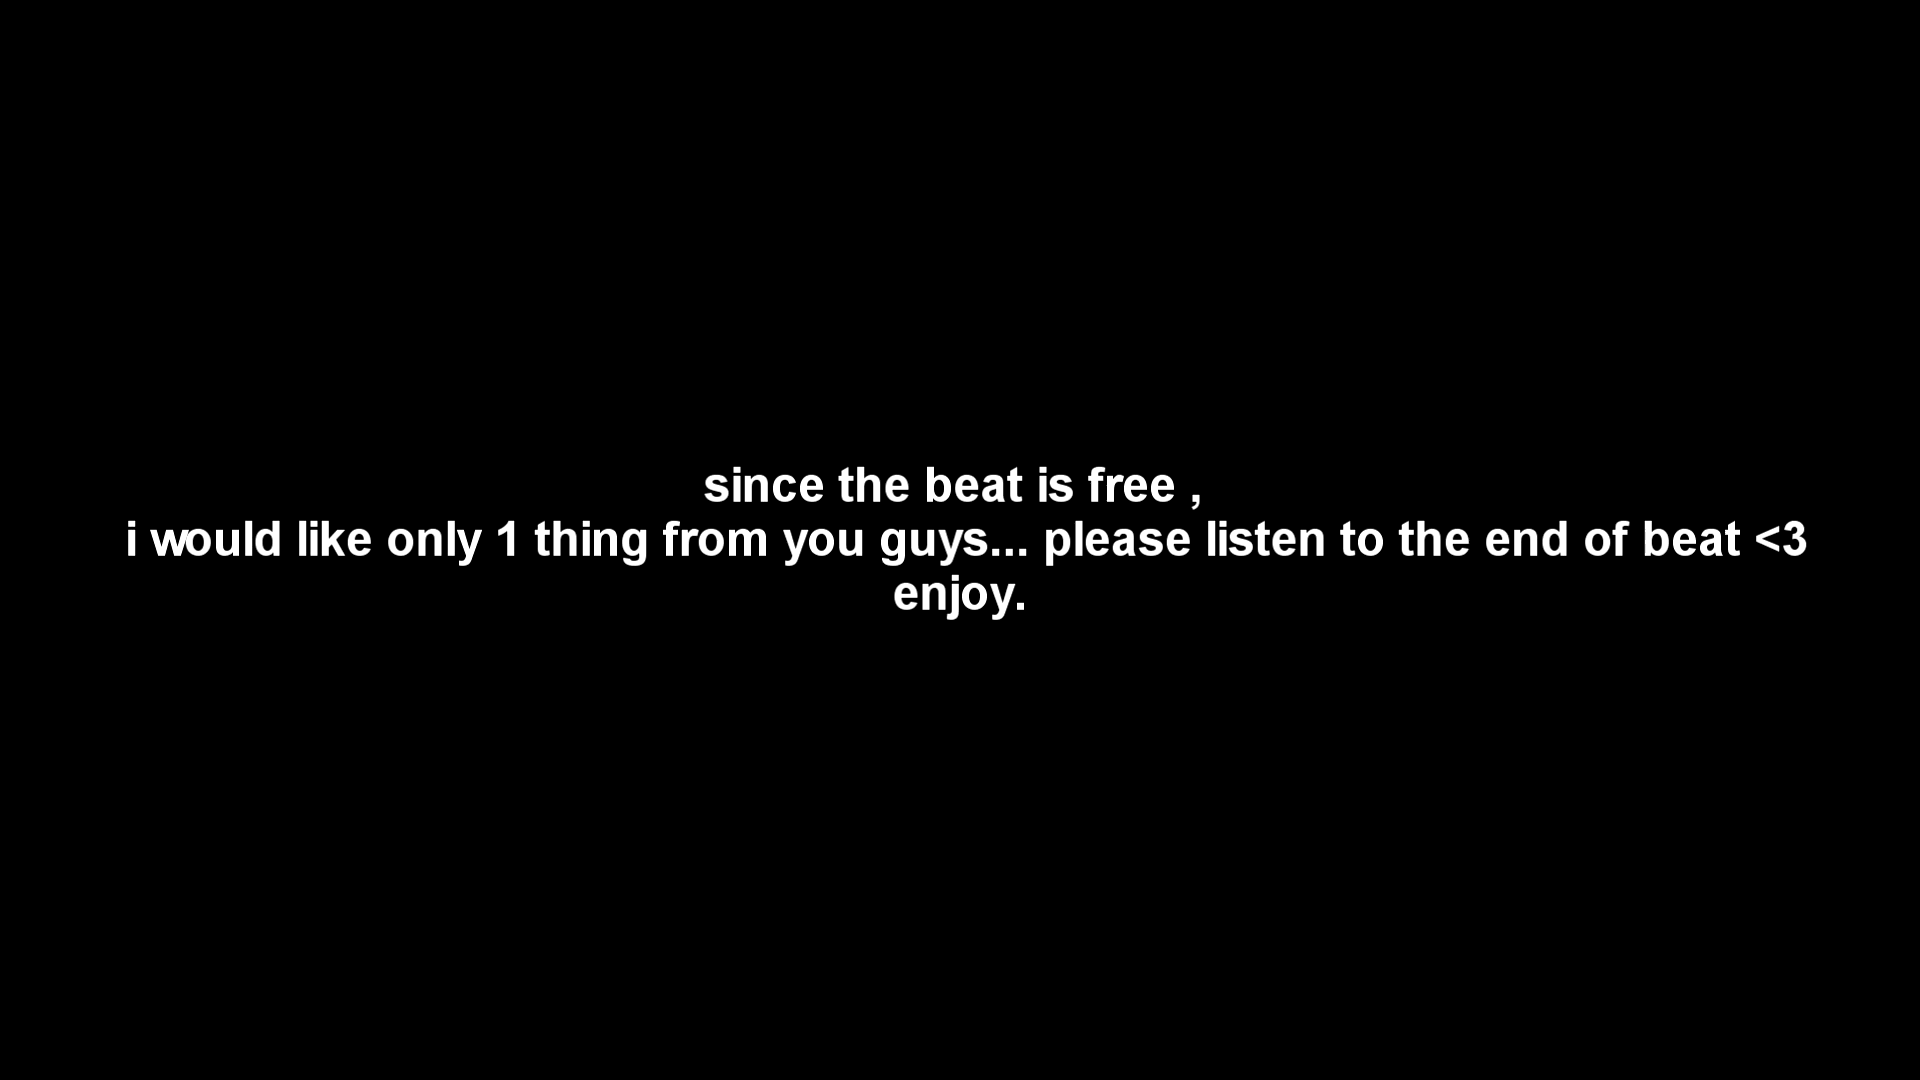 since the beat is free ,
i would like only 1 thing from you guys... please listen to the end of beat <3
enjoy.